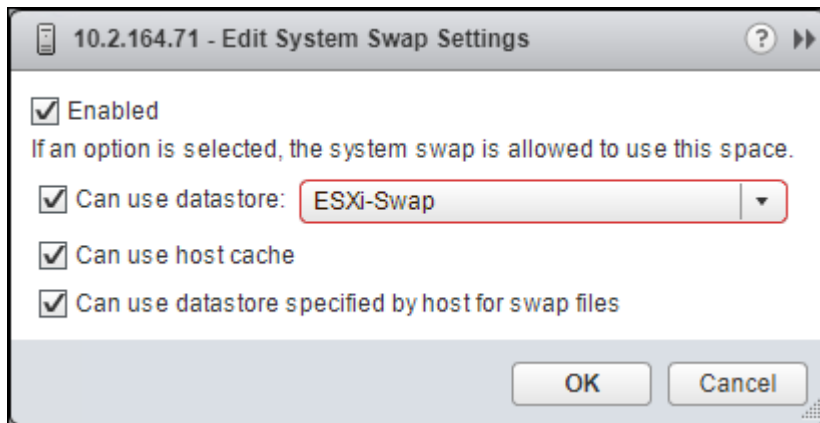 10.2.164.71 - Edit System Swap Settings ?
Enabled
If an option is selected, the system swap is allowed to use this space.
Can use datastore: ESXi-Swap
Can use host cache
Can use datastore specified by host for swap files
OK Cancel